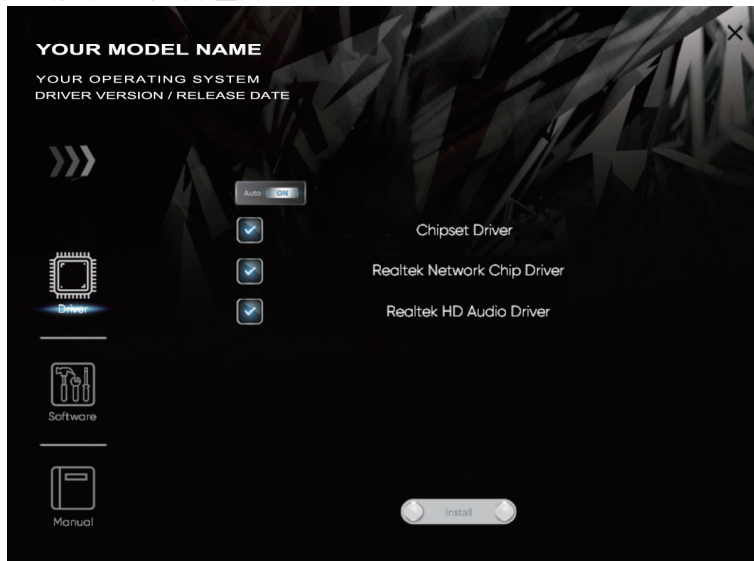 YOUR MODEL NAME
YOUR OPERATING SYSTEM
DRIVER VERSION / RELEASE DATE
Auto ON
Chipset Driver
Realtek Network Chip Driver
Realtek HD Audio Driver
Driver
Software
Manual
Install